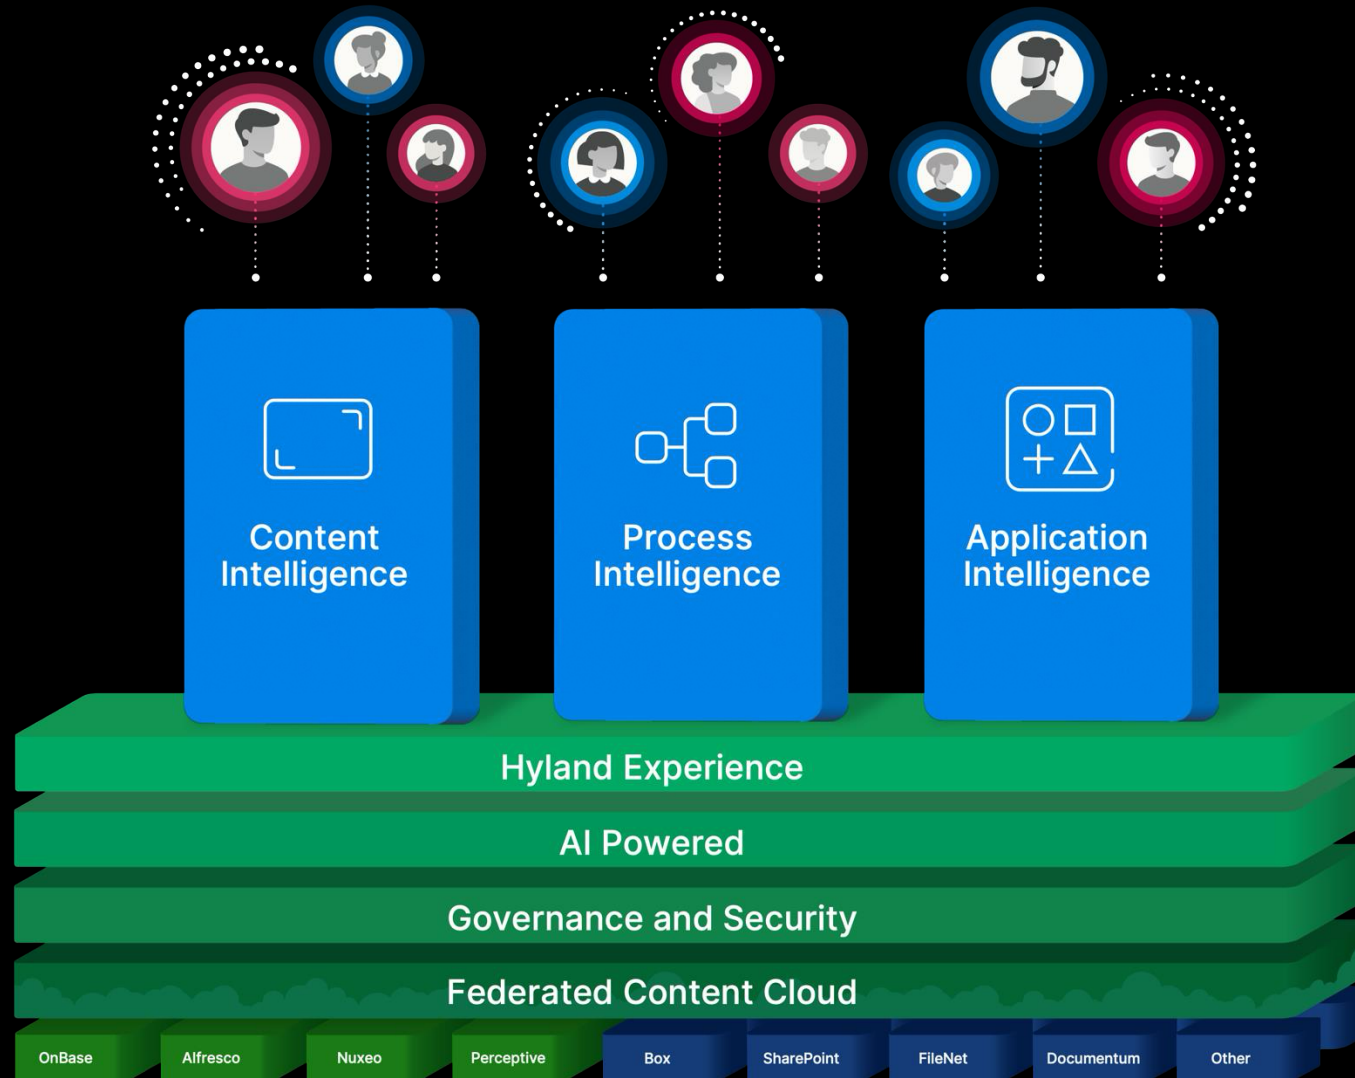 Content
Intelligence
Process
Intelligence
Application
Intelligence
Hyland Experience
AI Powered
Governance and Security
Federated Content Cloud
OnBase
Alfresco
Nuxeo
Perceptive
Box
SharePoint
FileNet
Documentum
Other